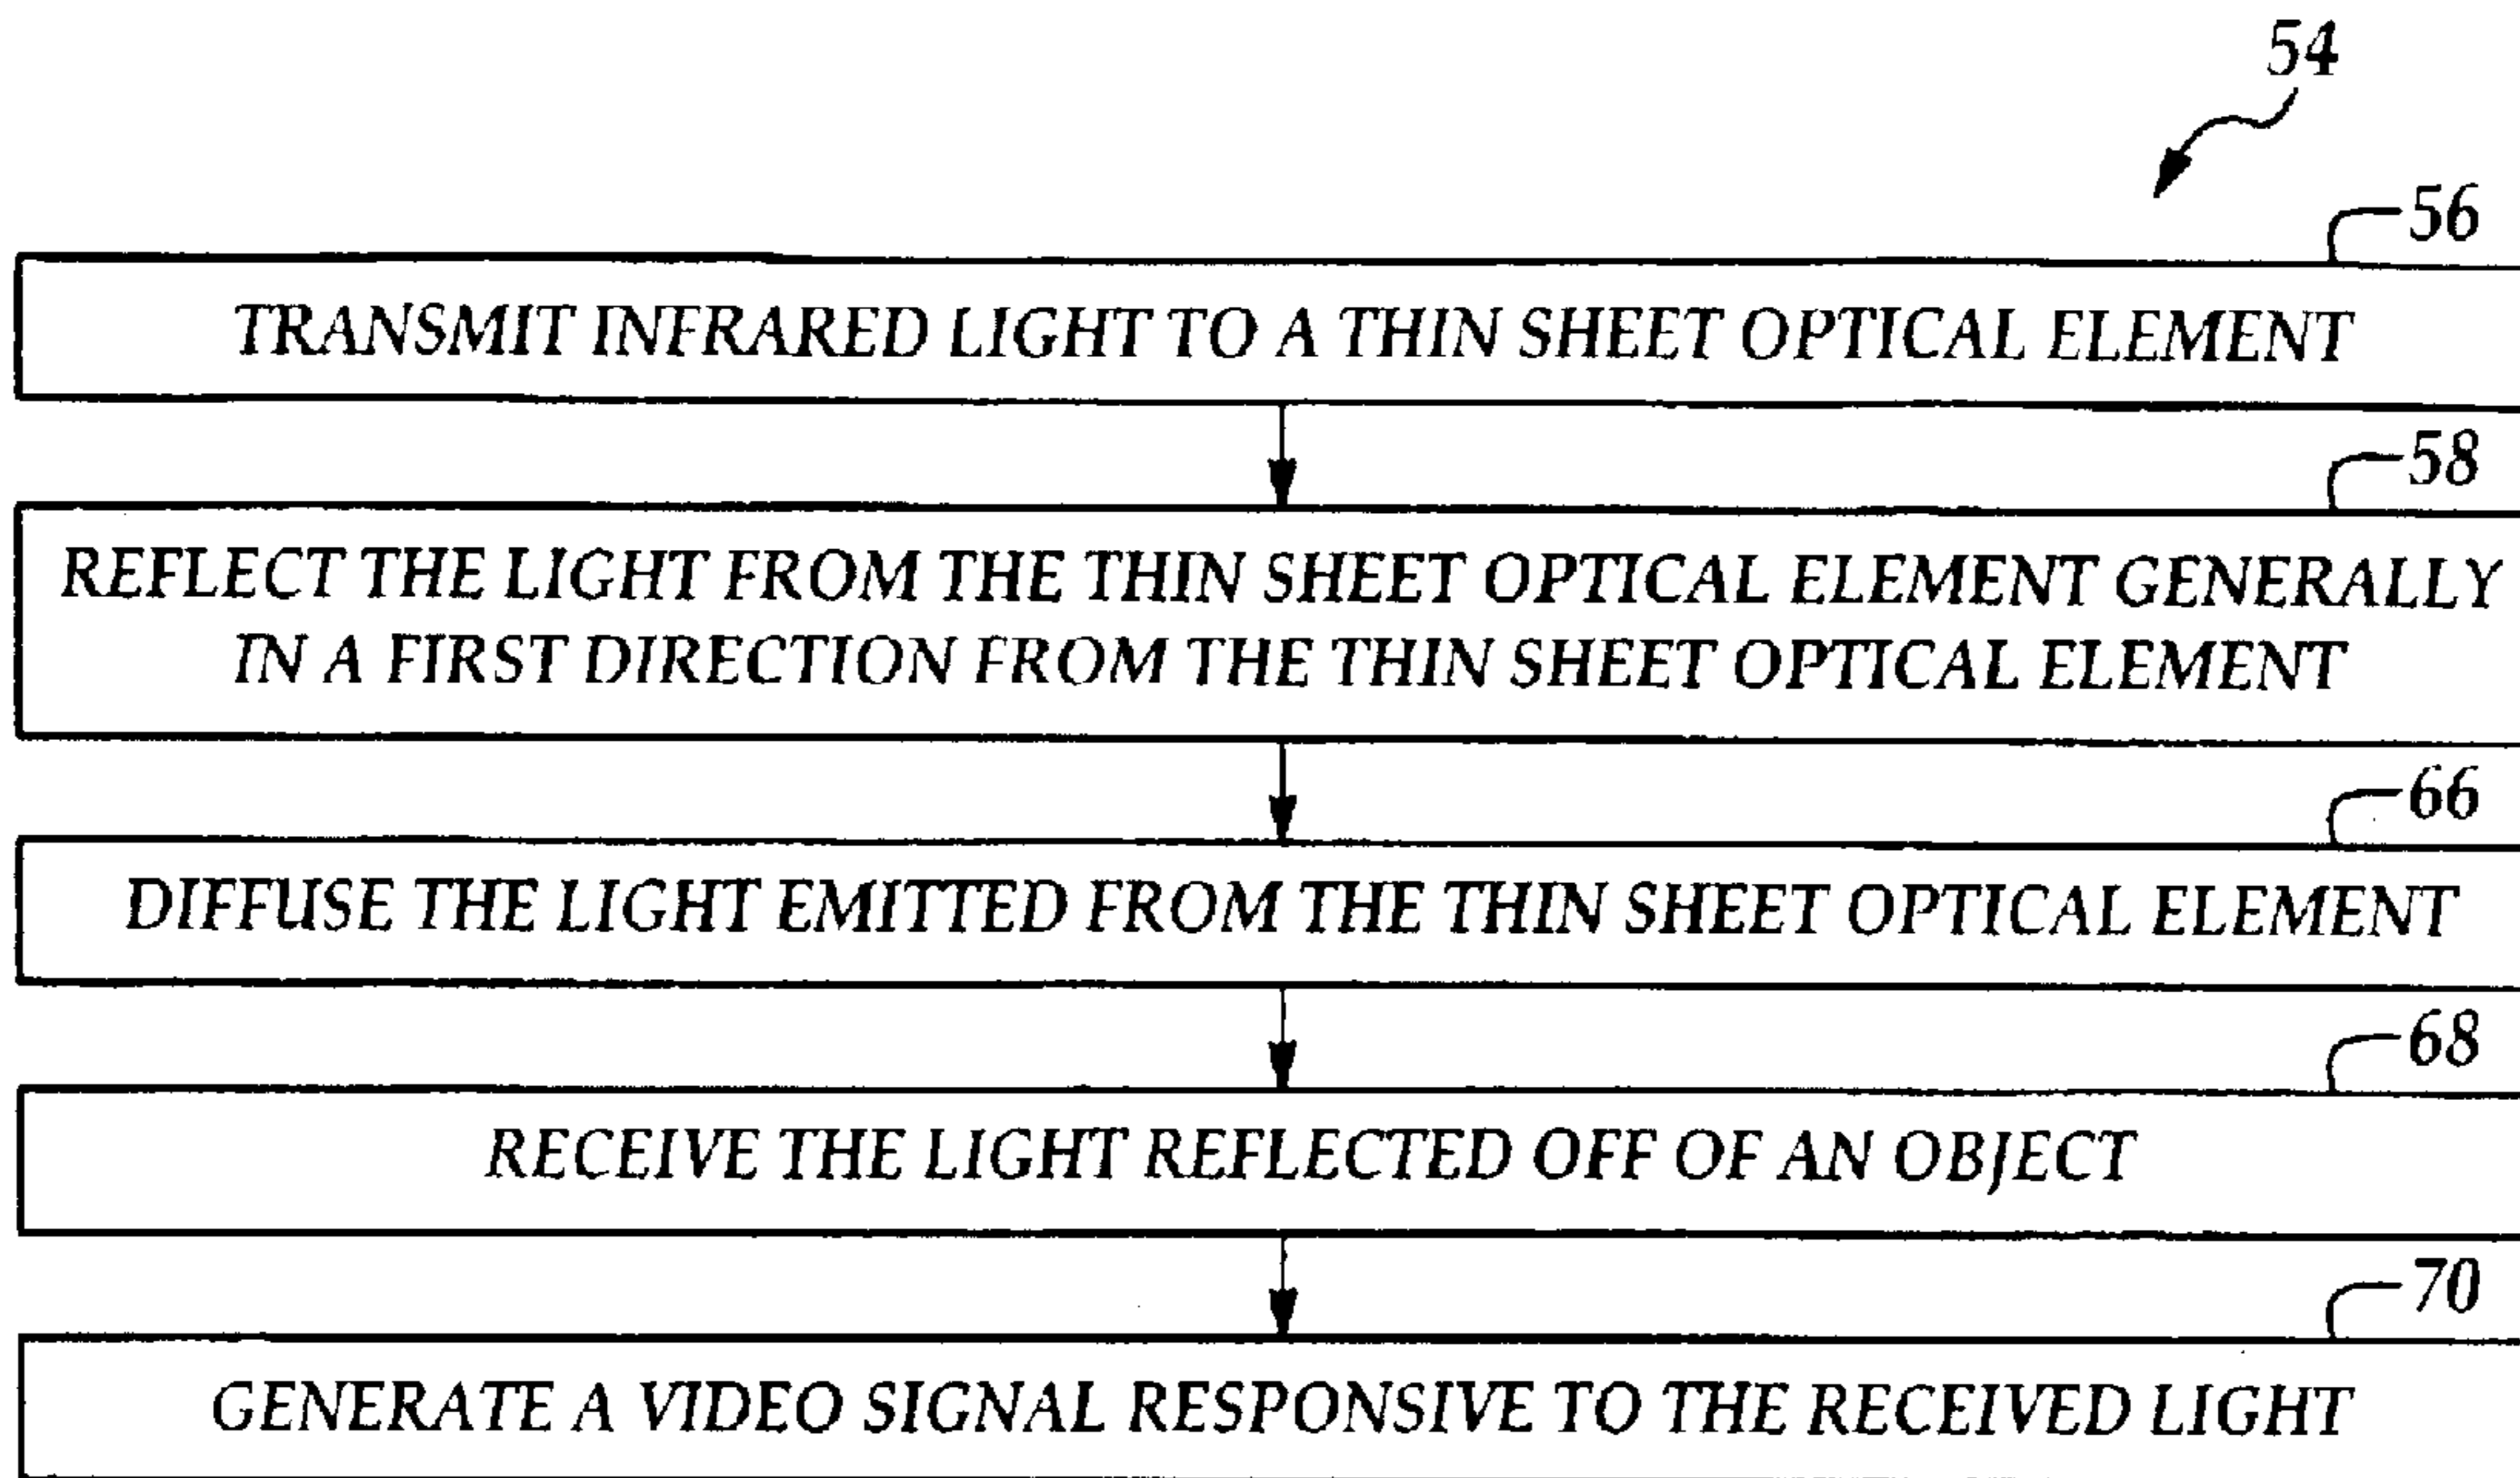 54
56
TRANSMIT INFRARED LIGHT TO A THIN SHEET OPTICAL ELEMENT
58
REFLECT THE LIGHT FROM THE THIN SHEET OPTICAL ELEMENT GENERALLY
IN A FIRST DIRECTION FROM THE THIN SHEET OPTICAL ELEMENT
66
DIFFUSE THE LIGHT EMITTED FROM THE THIN SHEET OPTICAL ELEMENT
68
RECEIVE THE LIGHT REFLECTED OFF OF AN OBJECT
70
GENERATE A VIDEO SIGNAL RESPONSIVE TO THE RECEIVED LIGHT